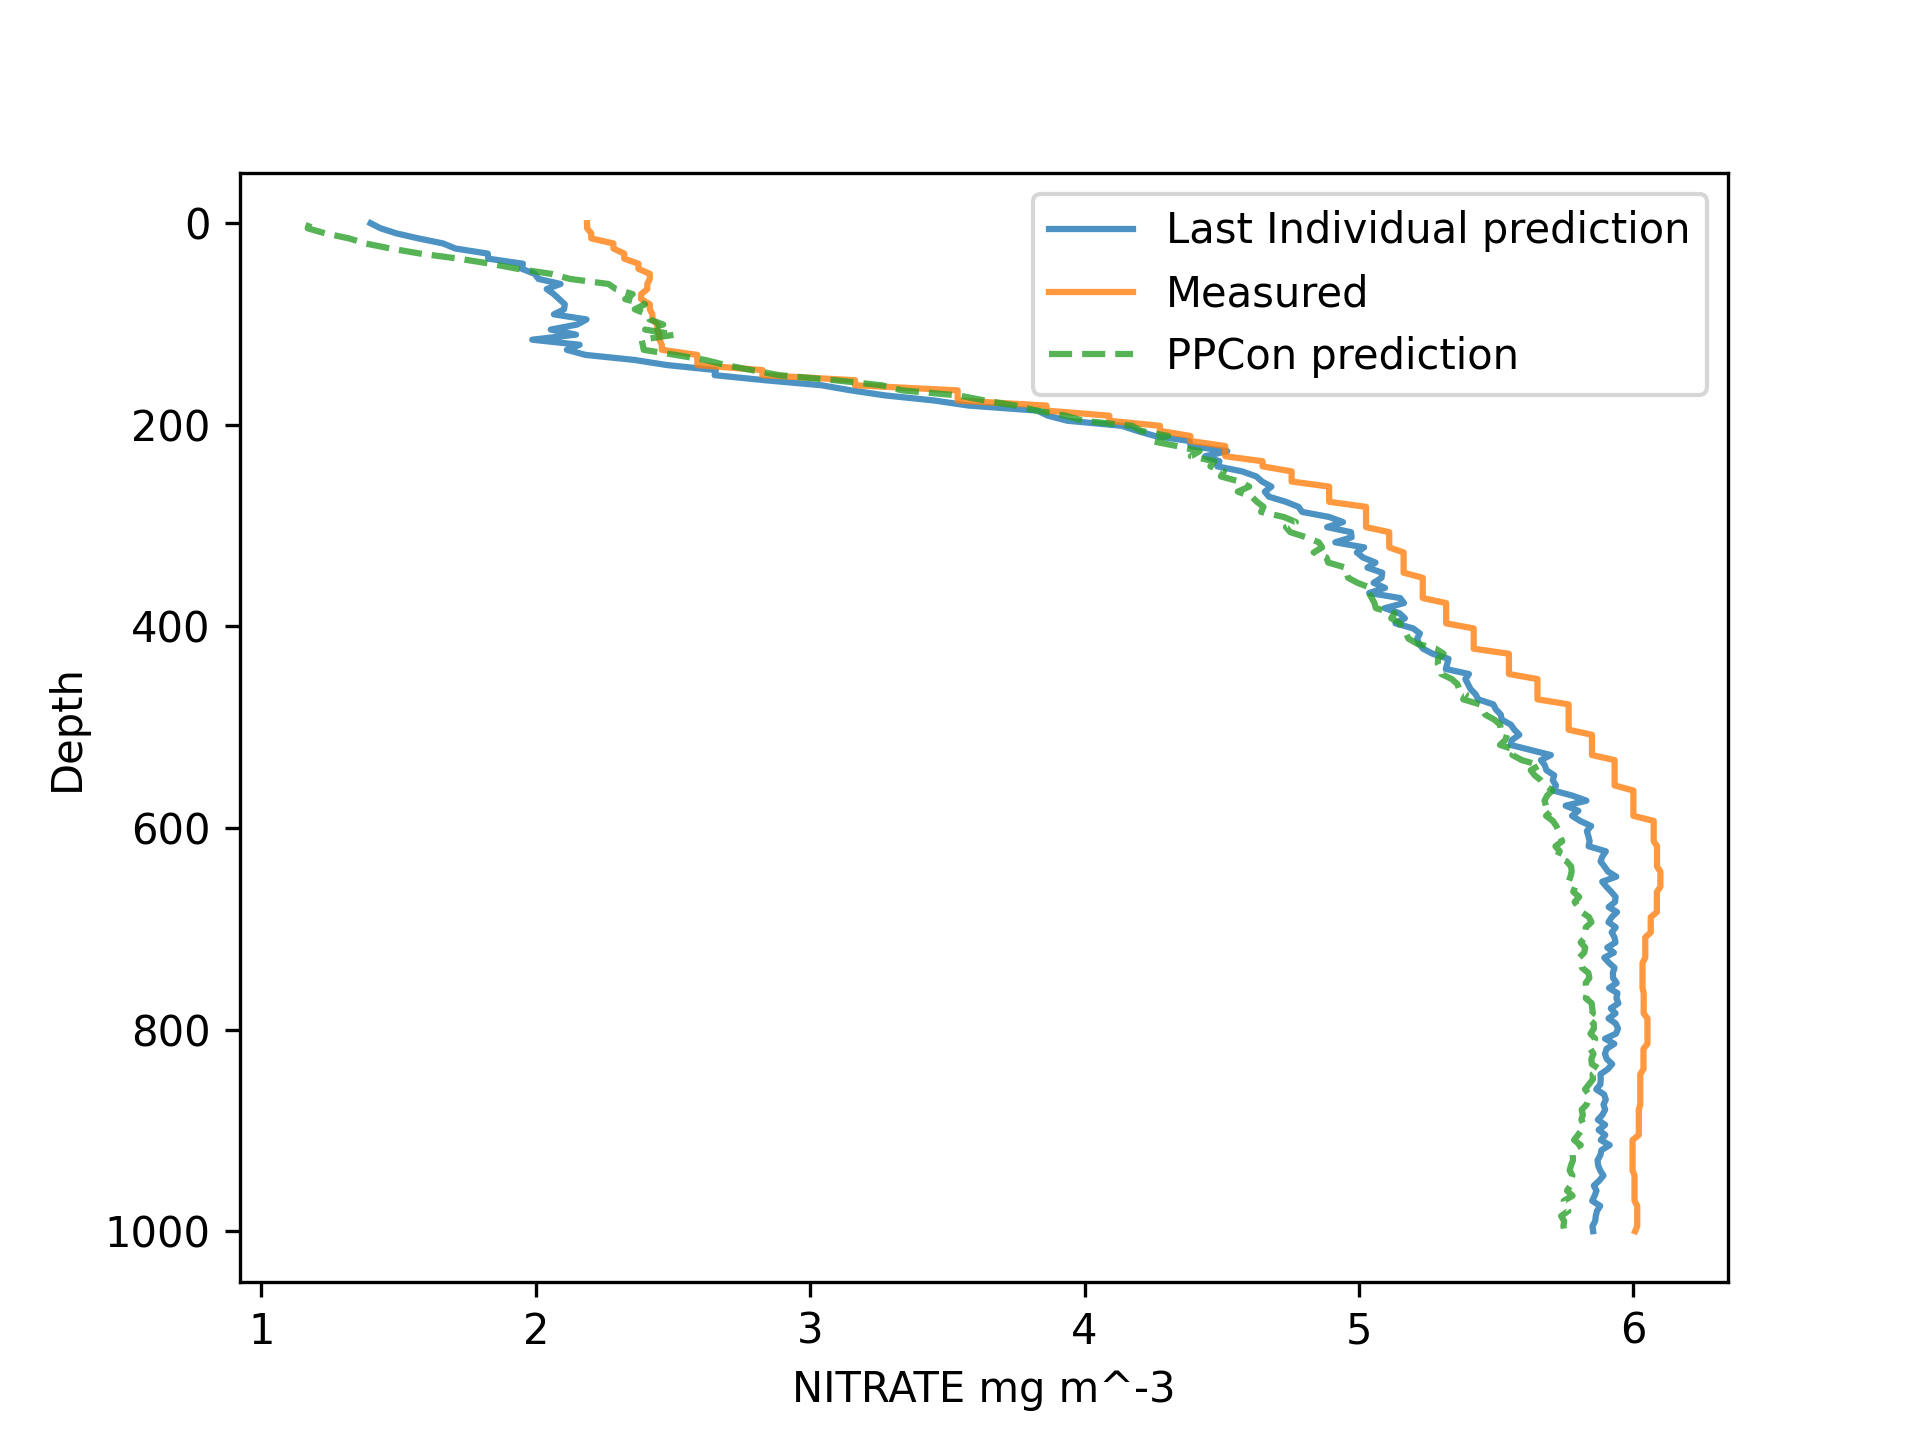 Last Individual prediction
Measured
PPCon prediction
0
200
400
600
800
1000
Depth
1 2 3 4 5 6
NITRATE mg m^-3